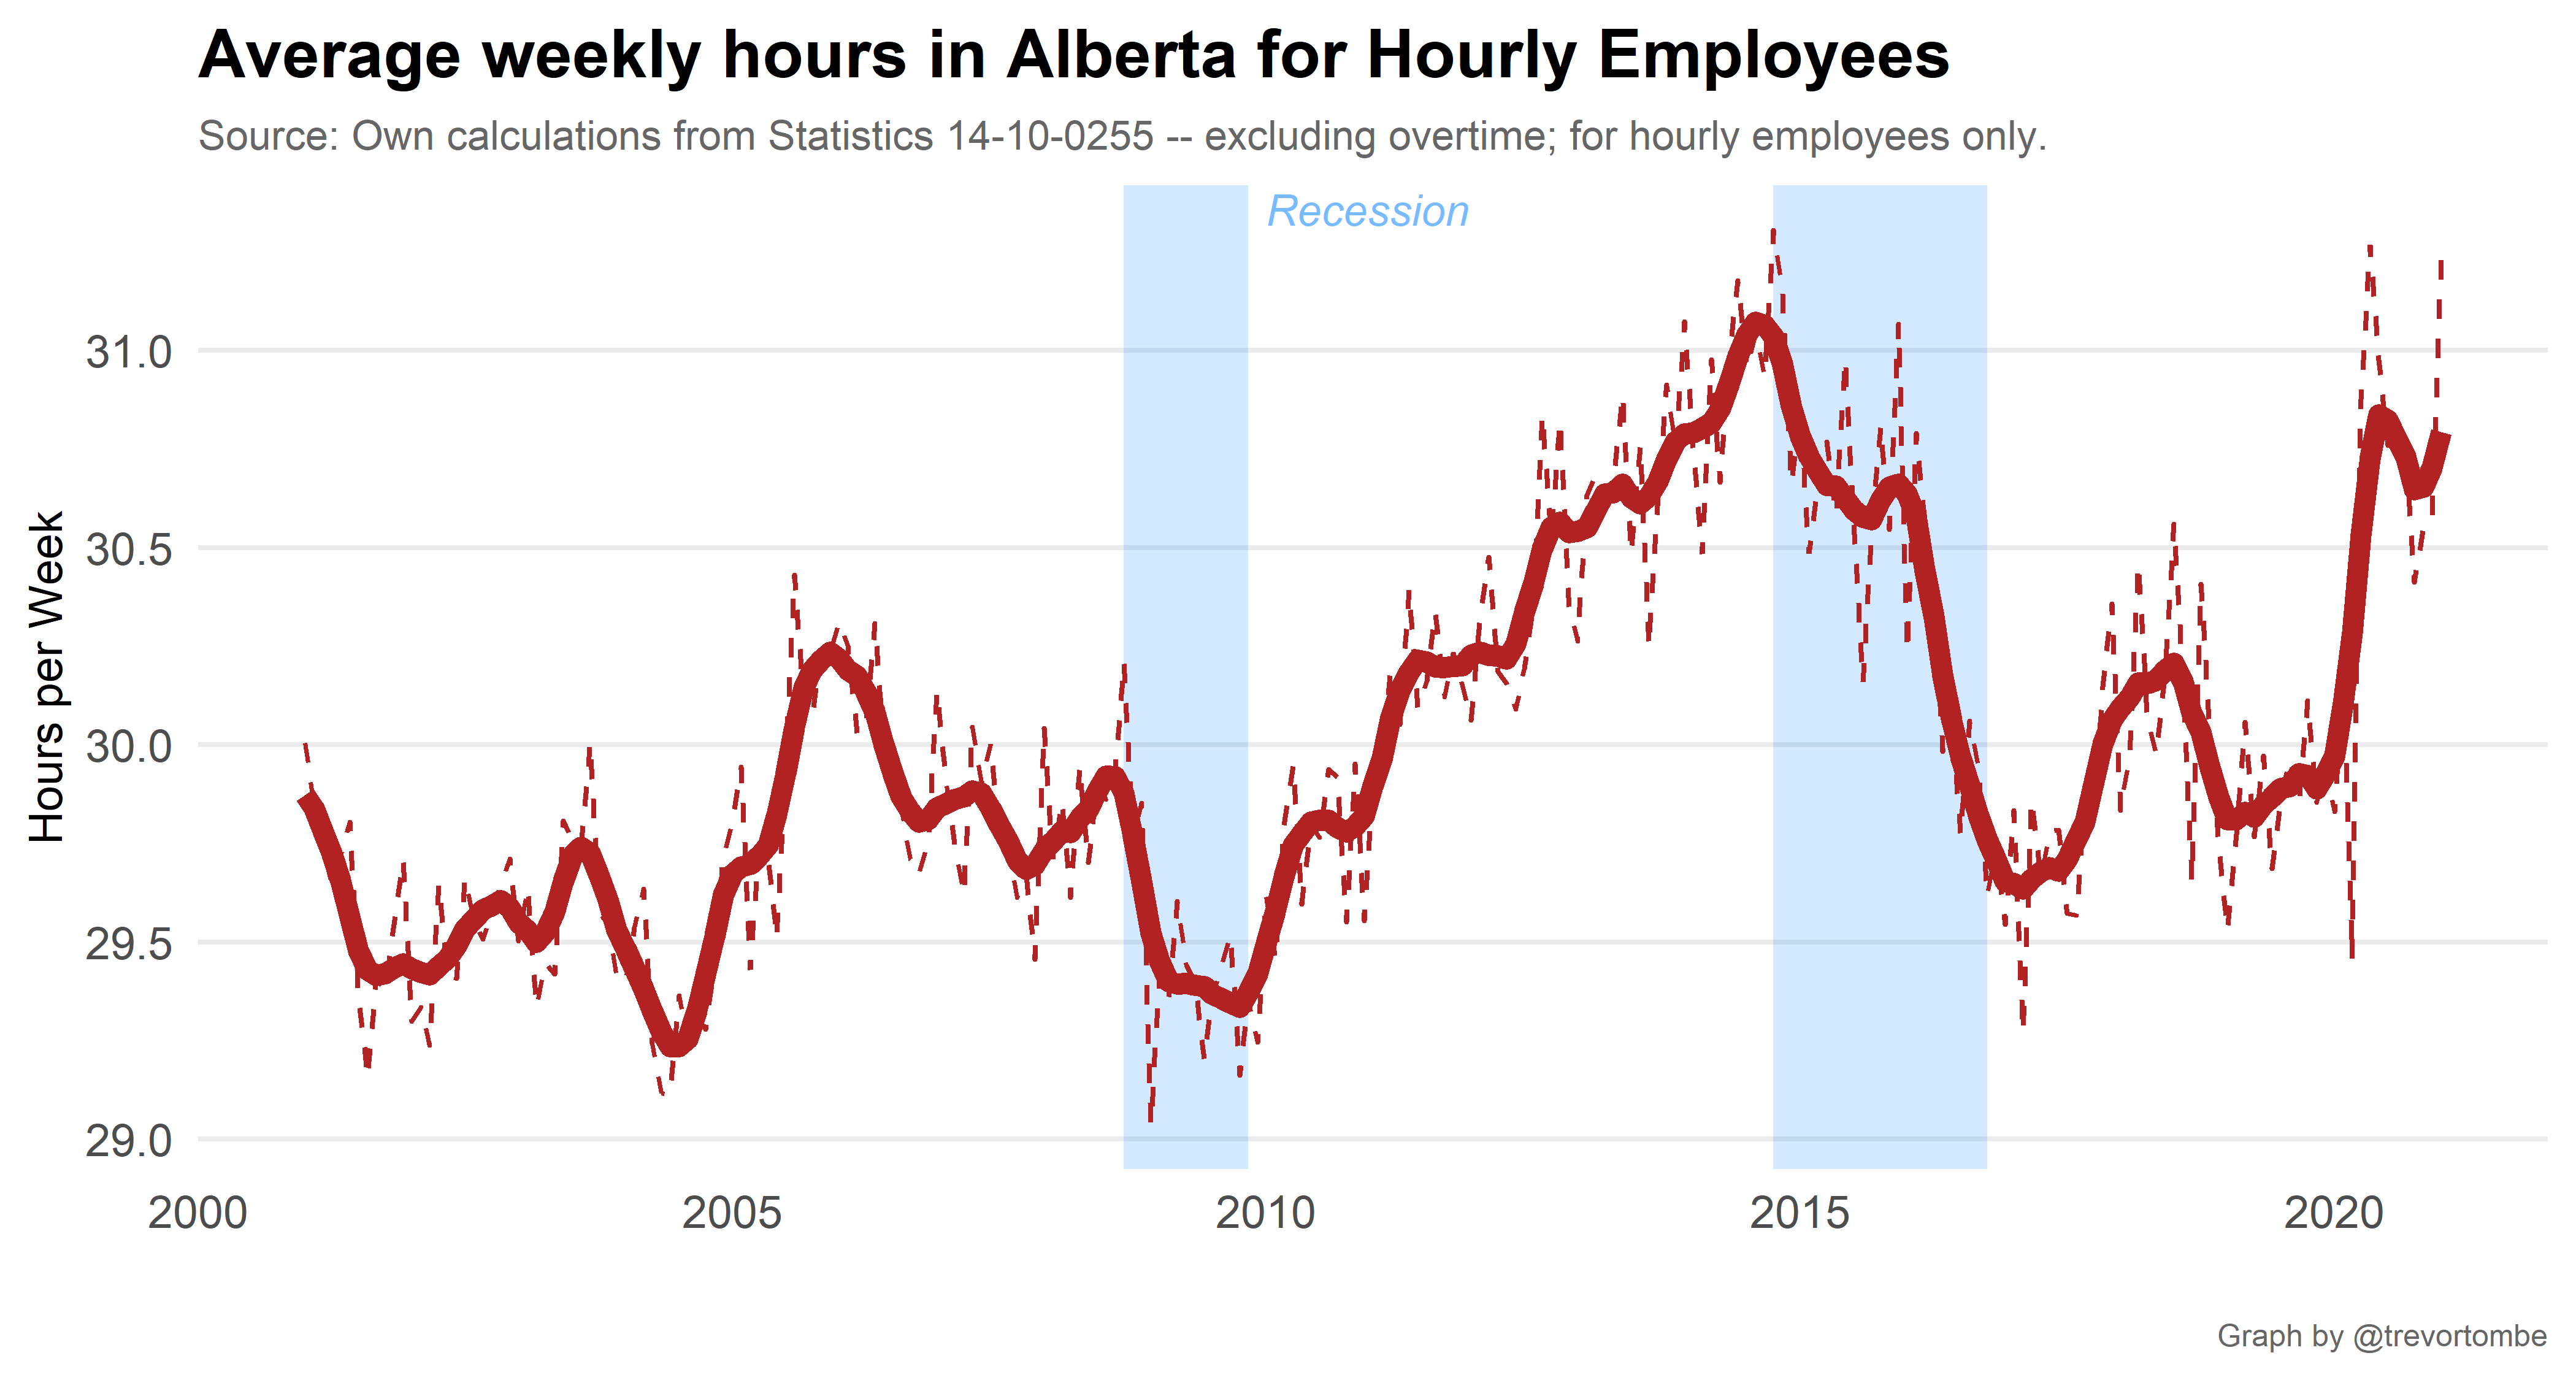 Average weekly hours in Alberta for Hourly Employees
Source: Own calculations from Statistics 14-10-0255 -- excluding overtime; for hourly employees only.
Recession
Hours per Week
31.0
30.5
30.0
29.5
29.0
2000 2005 2010 2015 2020
Graph by @trevortombe